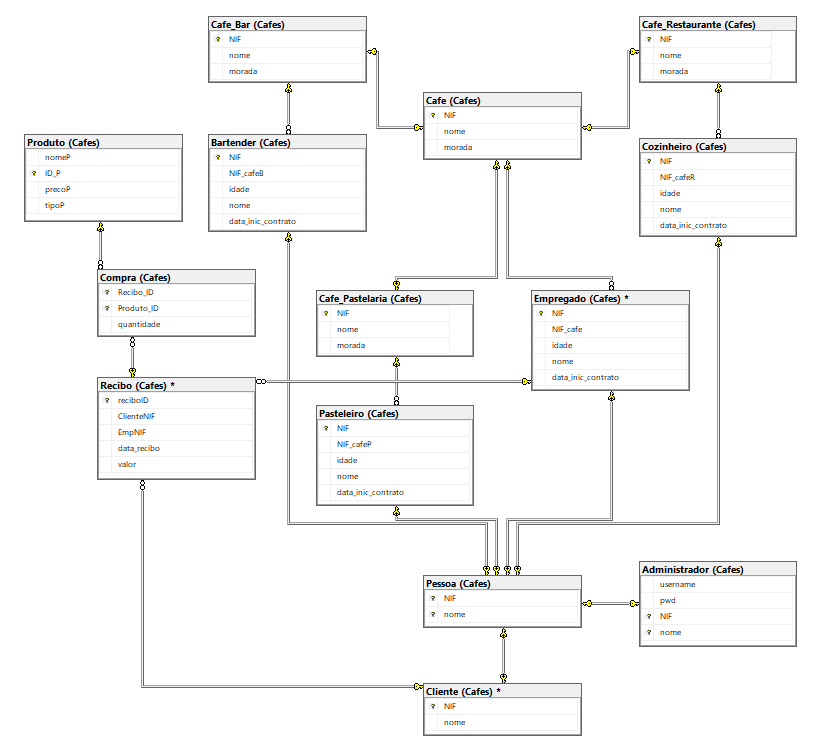 Cafe_Bar (Cafes)
NIF
nome
morada
Cafe_Restaurante (Cafes)
NIF
nome
morada
Cafe (Cafes)
NIF
nome
morada
Produto (Cafes)
nomeP
ID_P
precoP
tipoP
Bartender (Cafes)
NIF
NIF_cafeB
idade
nome
data_inic_contrato
Cozinheiro (Cafes)
NIF
NIF_cafeR
idade
nome
data_inic_contrato
Compra (Cafes)
Recibo_ID
Produto_ID
quantidade
Cafe_Pastelaria (Cafes)
NIF
nome
morada
Empregado (Cafes) *
NIF
NIF_cafe
idade
nome
data_inic_contrato
Recibo (Cafes) *
reciboID
ClienteNIF
EmpNIF
data_recibo
valor
Pasteleiro (Cafes)
NIF
NIF_cafeP
idade
nome
data_inic_contrato
Pessoa (Cafes)
NIF
nome
Administrador (Cafes)
username
pwd
NIF
nome
Cliente (Cafes) *
NIF
nome